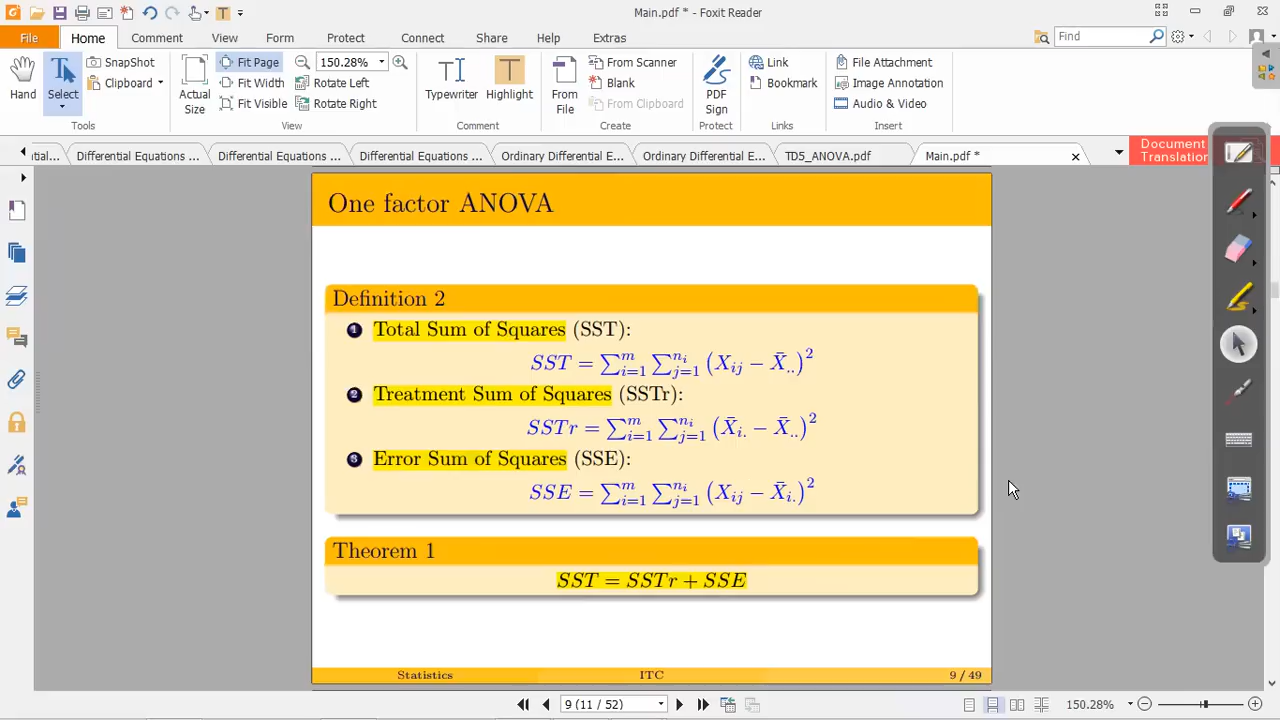 Main.pdf * - Foxit Reader
File Home Comment View Form Protect Connect Share Help Extras Find
Hand
Select
SnapShot
Clipboard
Tools
Actual Size
Fit Page
Fit Width
Fit Visible
150.28%
Rotate Left
Rotate Right
View
Typewriter
Highlight
Comment
From File
From Scanner
Blank
From Clipboard
Create
PDF Sign
Protect
Link
Bookmark
Links
File Attachment
Image Annotation
Audio & Video
Insert
ntial... Differential Equations ... Differential Equations ... Differential Equations ... Ordinary Differential E... Ordinary Differential E... TD5_ANOVA.pdf Main.pdf *
Document
Translation
One factor ANOVA
Definition 2
1 Total Sum of Squares (SST):
SST = ∑_{i=1}^{m} ∑_{j=1}^{n_i} (X_{ij} − X̄_{..})²
2 Treatment Sum of Squares (SSTr):
SSTr = ∑_{i=1}^{m} ∑_{j=1}^{n_i} (X̄_{i.} − X̄_{..})²
3 Error Sum of Squares (SSE):
SSE = ∑_{i=1}^{m} ∑_{j=1}^{n_i} (X_{ij} − X̄_{i.})²
Theorem 1
SST = SSTr + SSE
Statistics ITC 9 / 49
9 (11 / 52) 150.28%